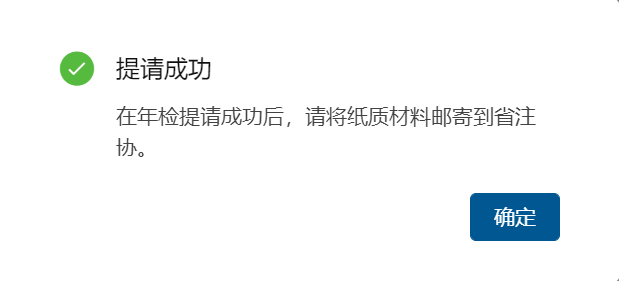 提请成功
在年检提请成功后，请将纸质材料邮寄到省注
协。
确定